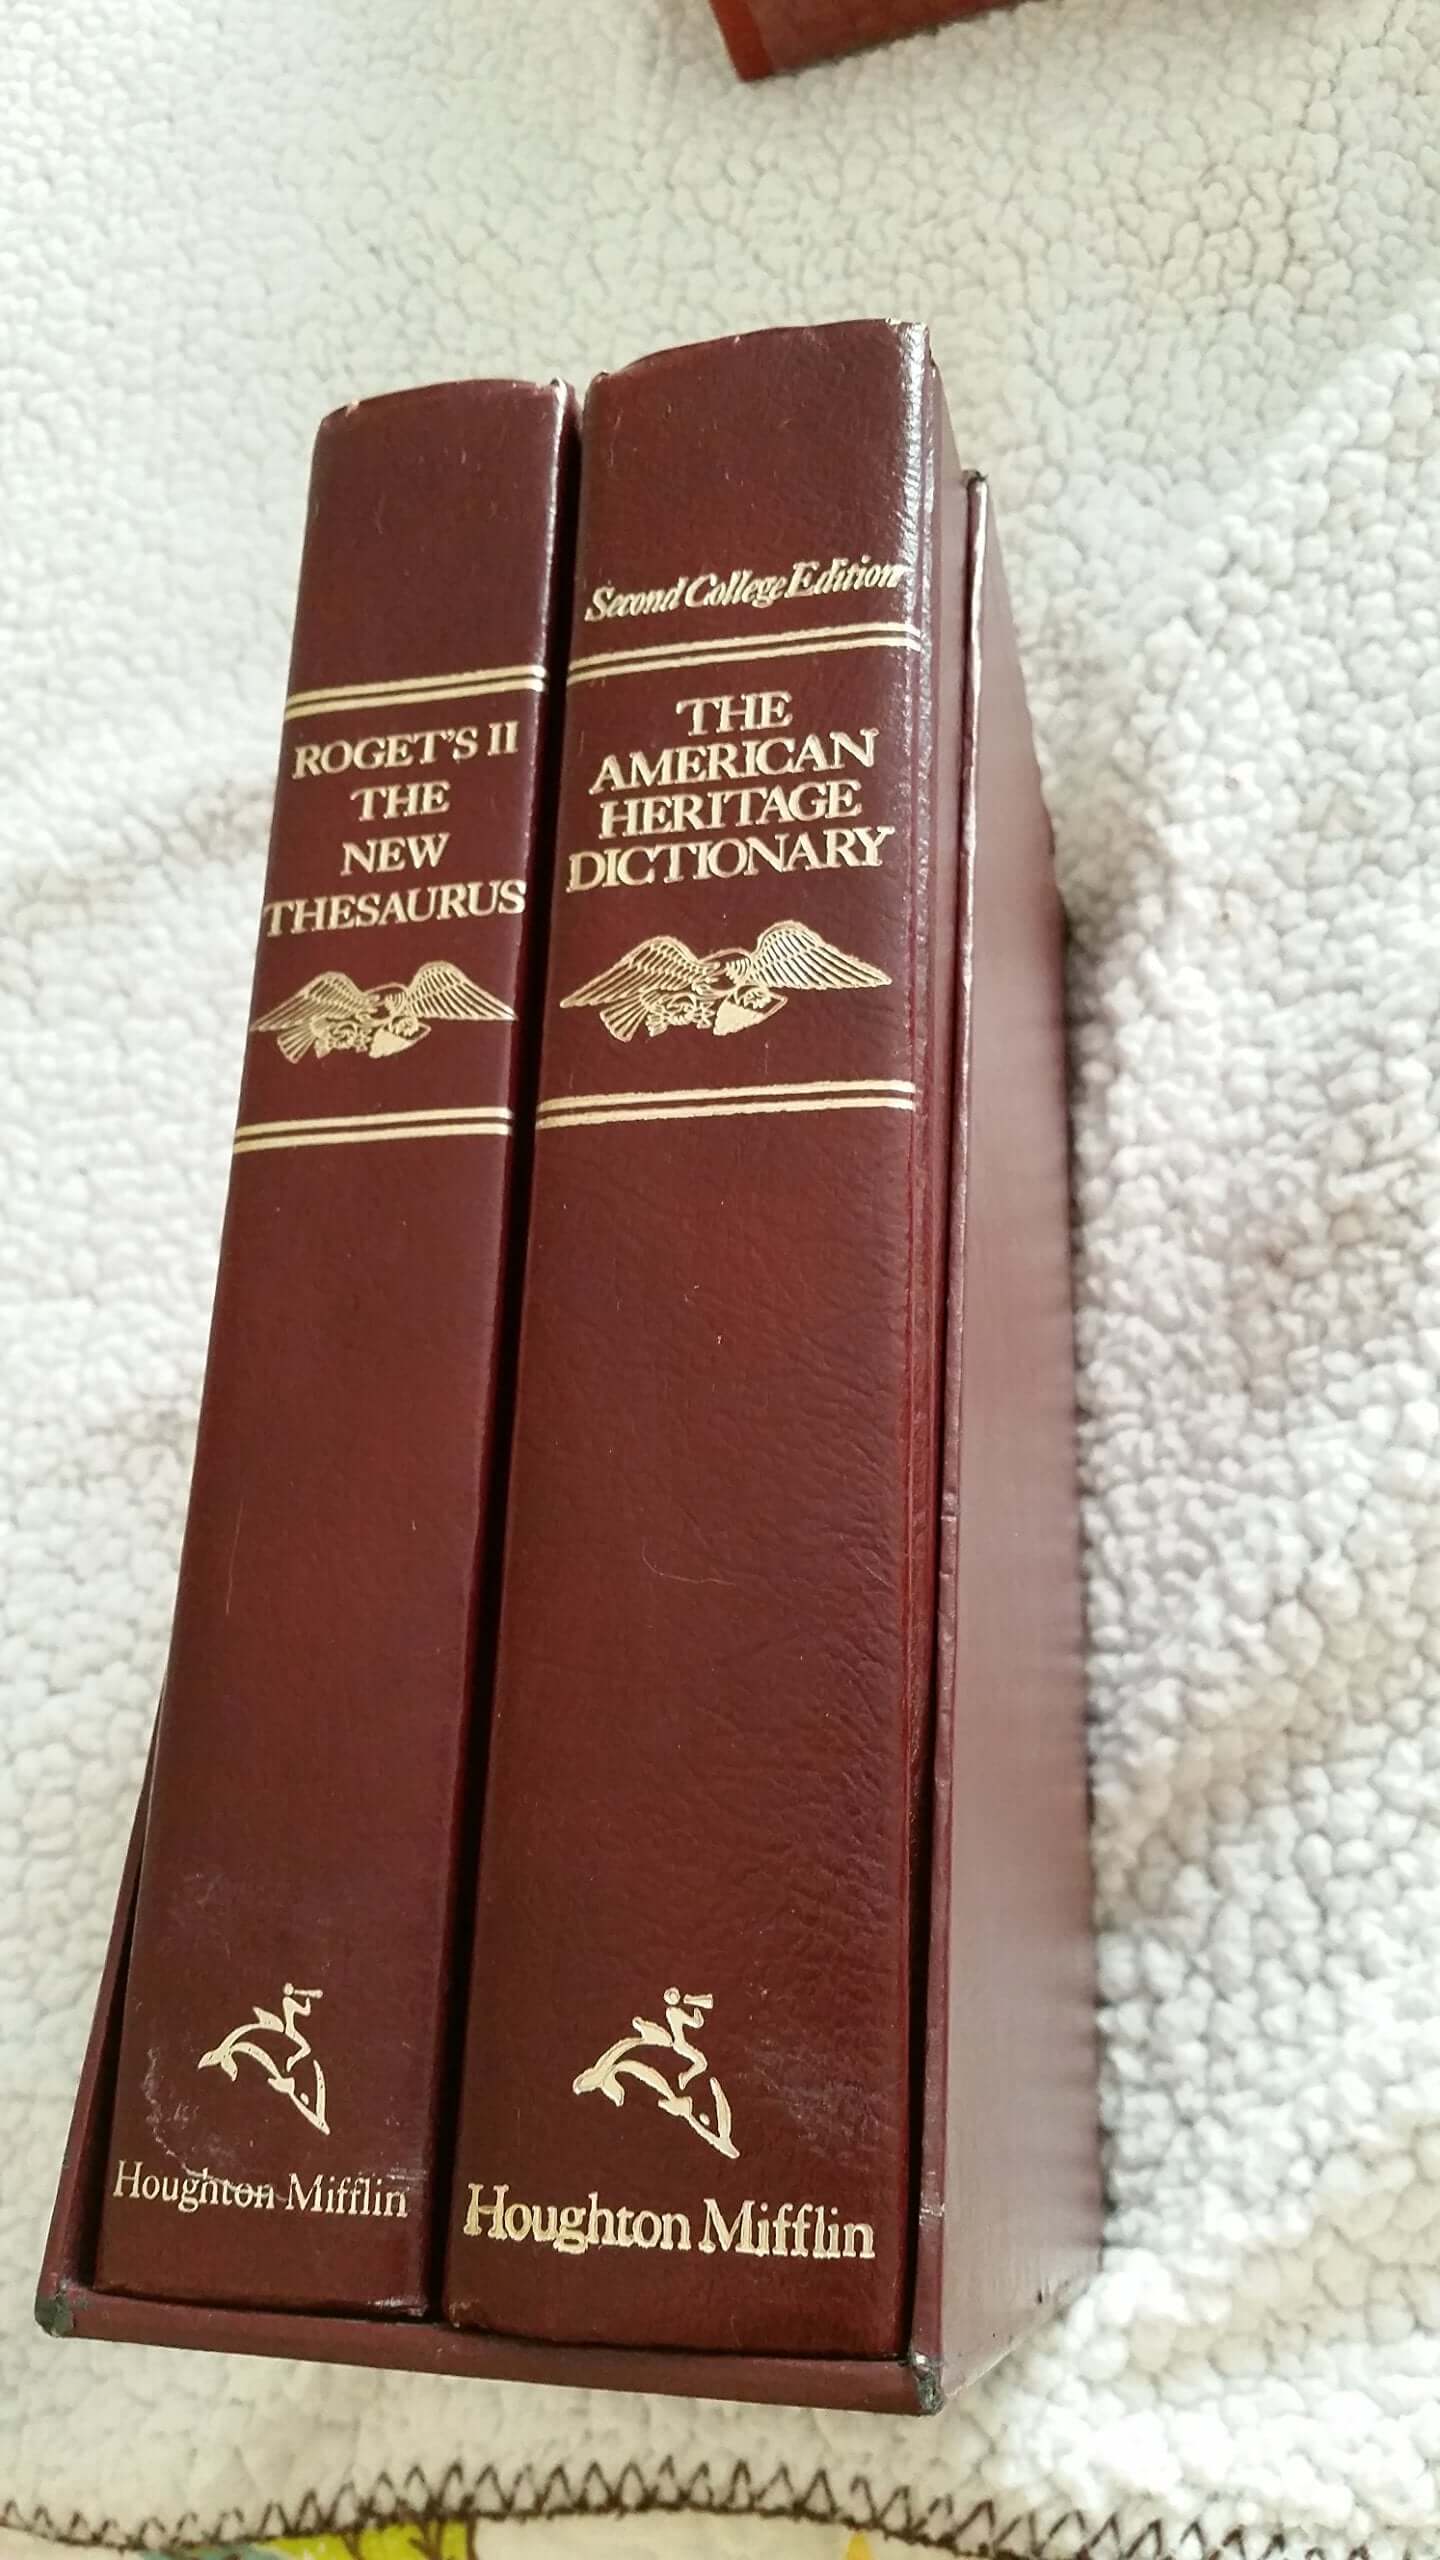 ROGET'S II
THE
NEW
THESAURUS
Houghton Mifflin
Second College Edition
THE
AMERICAN
HERITAGE
DICTIONARY
Houghton Mifflin